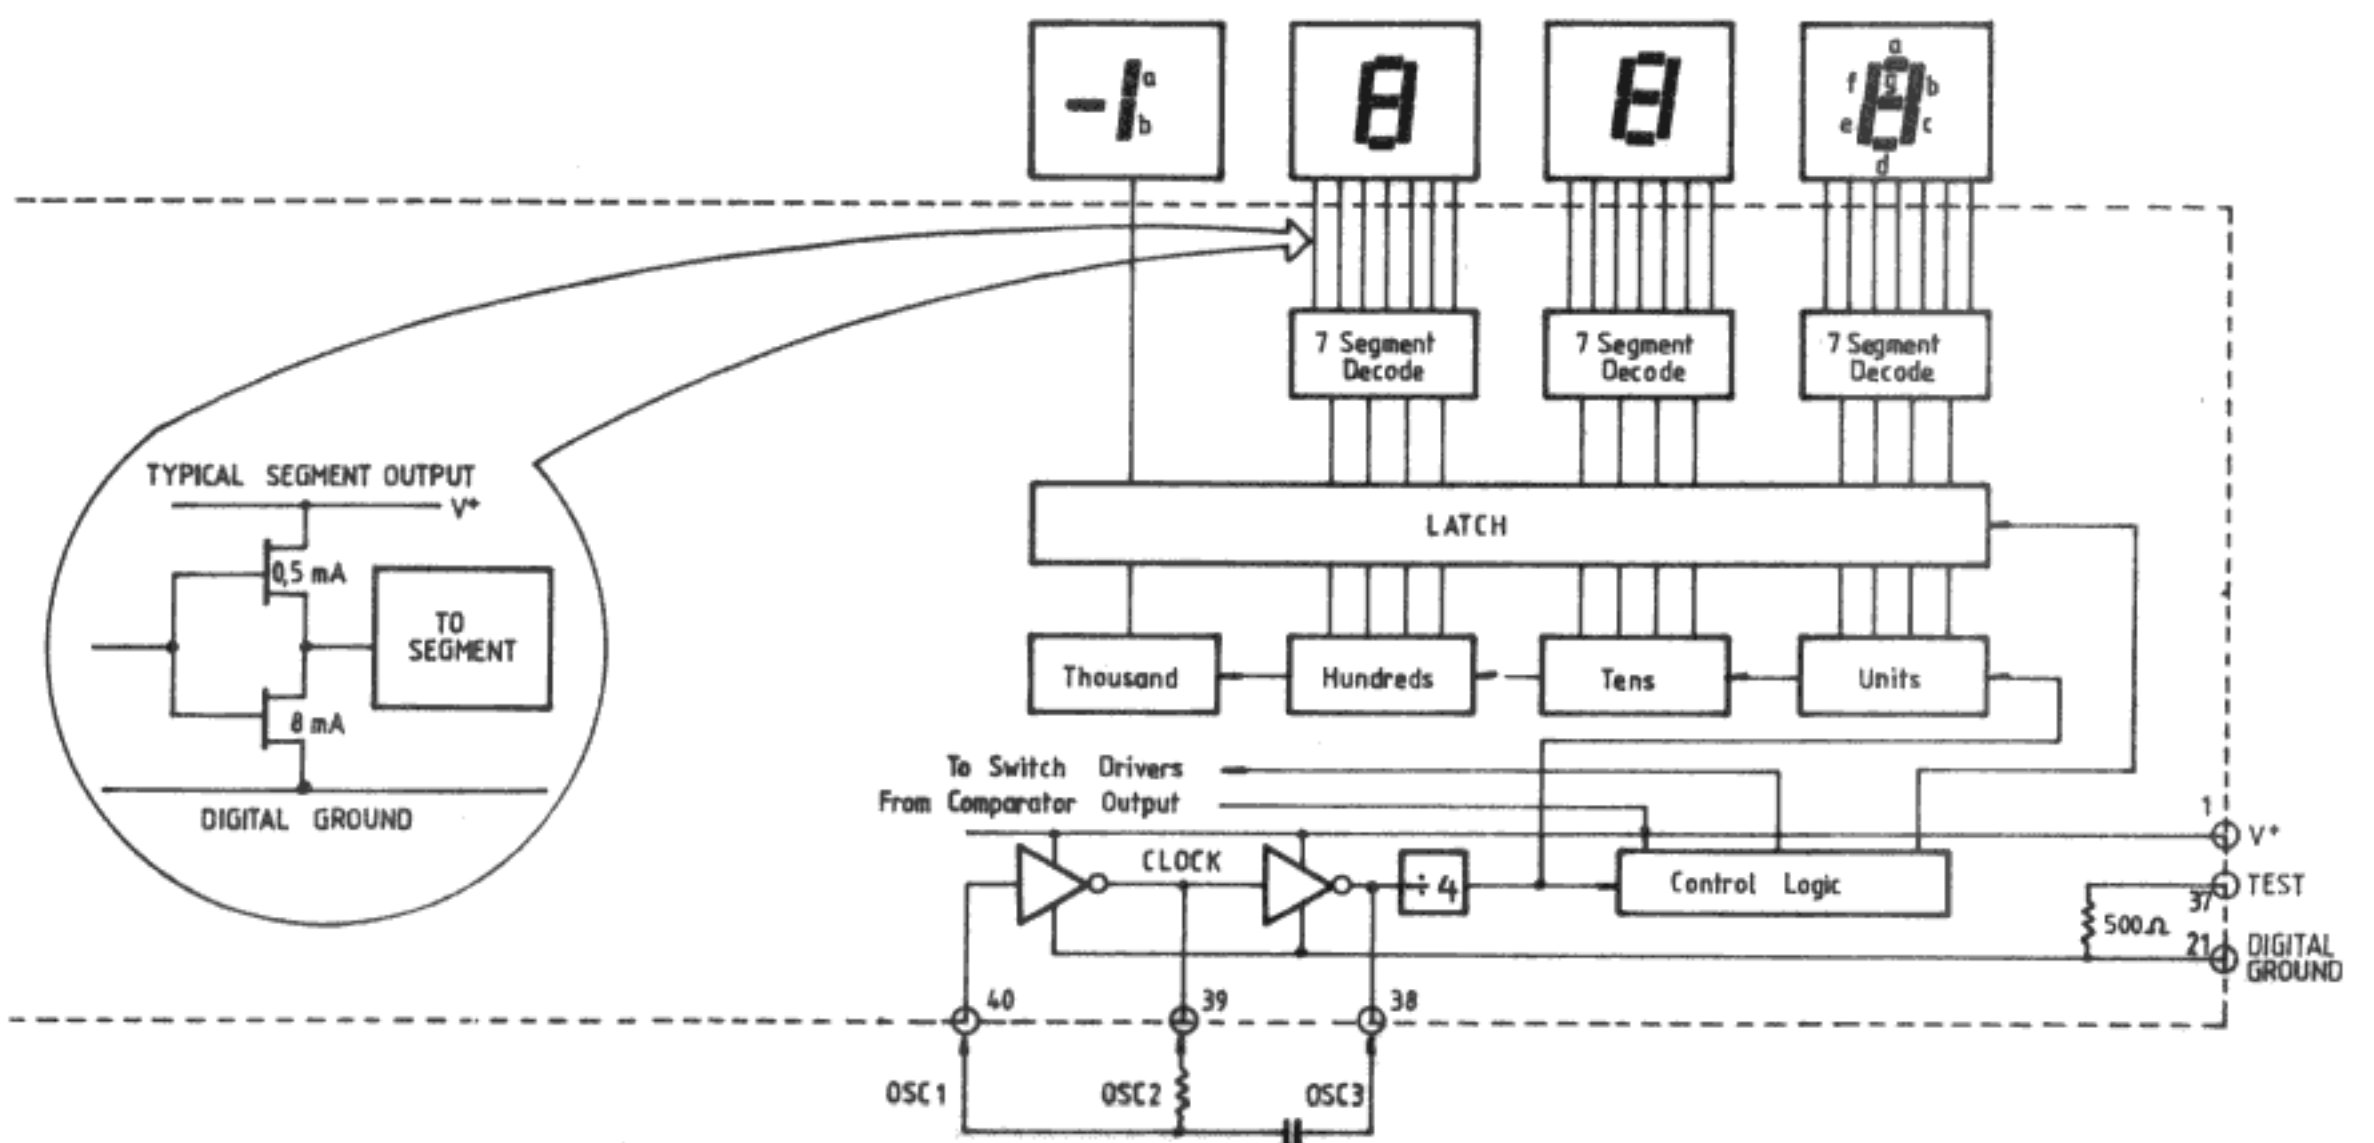 a
b
a
f
g
b
e
c
d
7 Segment
Decode
7 Segment
Decode
7 Segment
Decode
TYPICAL SEGMENT OUTPUT
V+
0,5 mA
TO
SEGMENT
8 mA
DIGITAL GROUND
LATCH
Thousand
Hundreds
Tens
Units
To Switch Drivers
From Comparator Output
CLOCK
÷ 4
Control Logic
1
V+
TEST
37
500Ω
21
DIGITAL
GROUND
40
39
38
OSC1
OSC2
OSC3